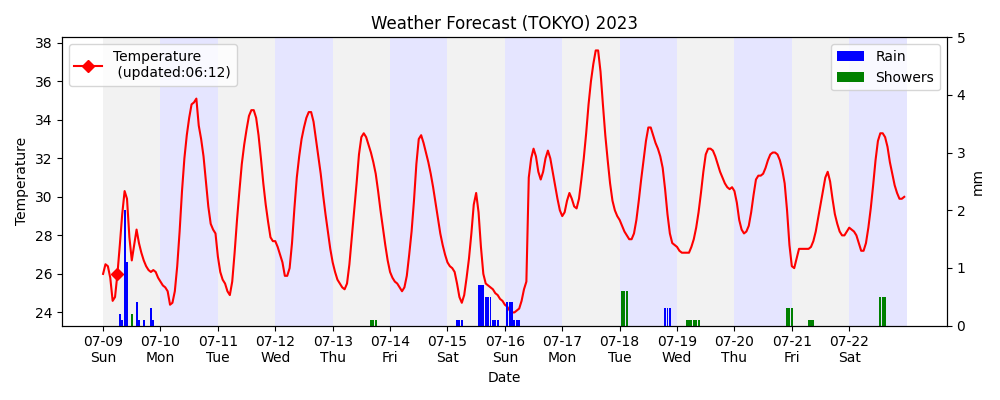 Weather Forecast (TOKYO) 2023
Temperature
(updated:06:12)
Rain
Showers
38
36
34
32
30
28
26
24
Temperature
5
4
3
2
1
0
mm
07-09 07-10 07-11 07-12 07-13 07-14 07-15 07-16 07-17 07-18 07-19 07-20 07-21 07-22
Sun Mon Tue Wed Thu Fri Sat Sun Mon Tue Wed Thu Fri Sat
Date